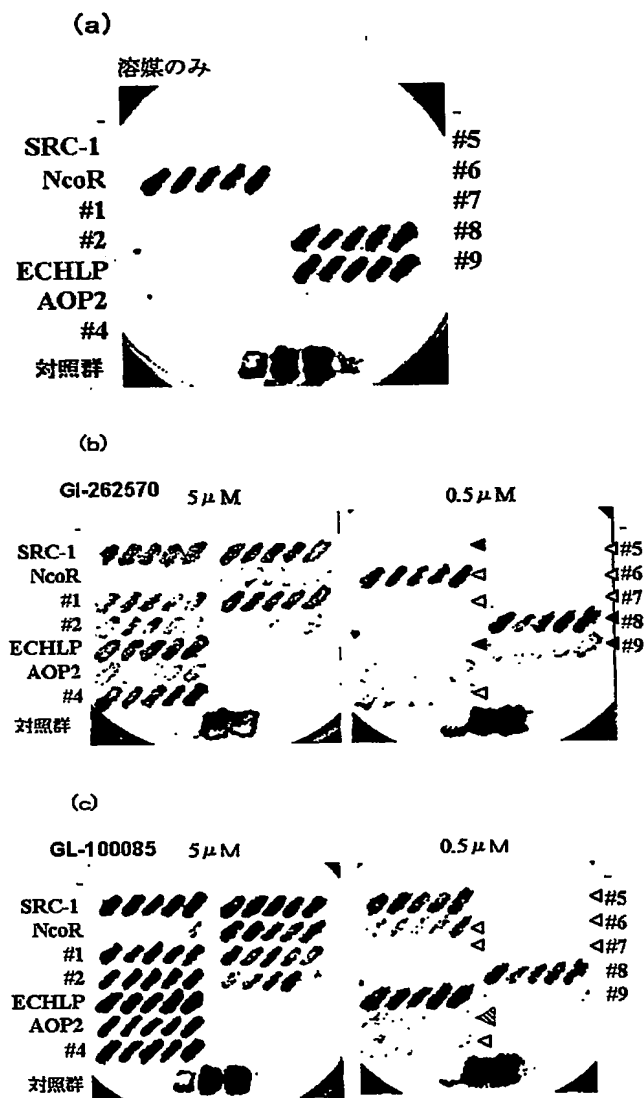 (a)
溶媒のみ
-
SRC-1
NcoR
#1
#2
ECHLP
AOP2
#4
対照群
-
#5
#6
#7
#8
#9
(b)
GI-262570 5μM 0.5μM
-
SRC-1
NcoR
#1
#2
ECHLP
AOP2
#4
対照群
-
#5
#6
#7
#8
#9
(c)
GL-100085 5μM 0.5μM
-
SRC-1
NcoR
#1
#2
ECHLP
AOP2
#4
対照群
-
#5
#6
#7
#8
#9